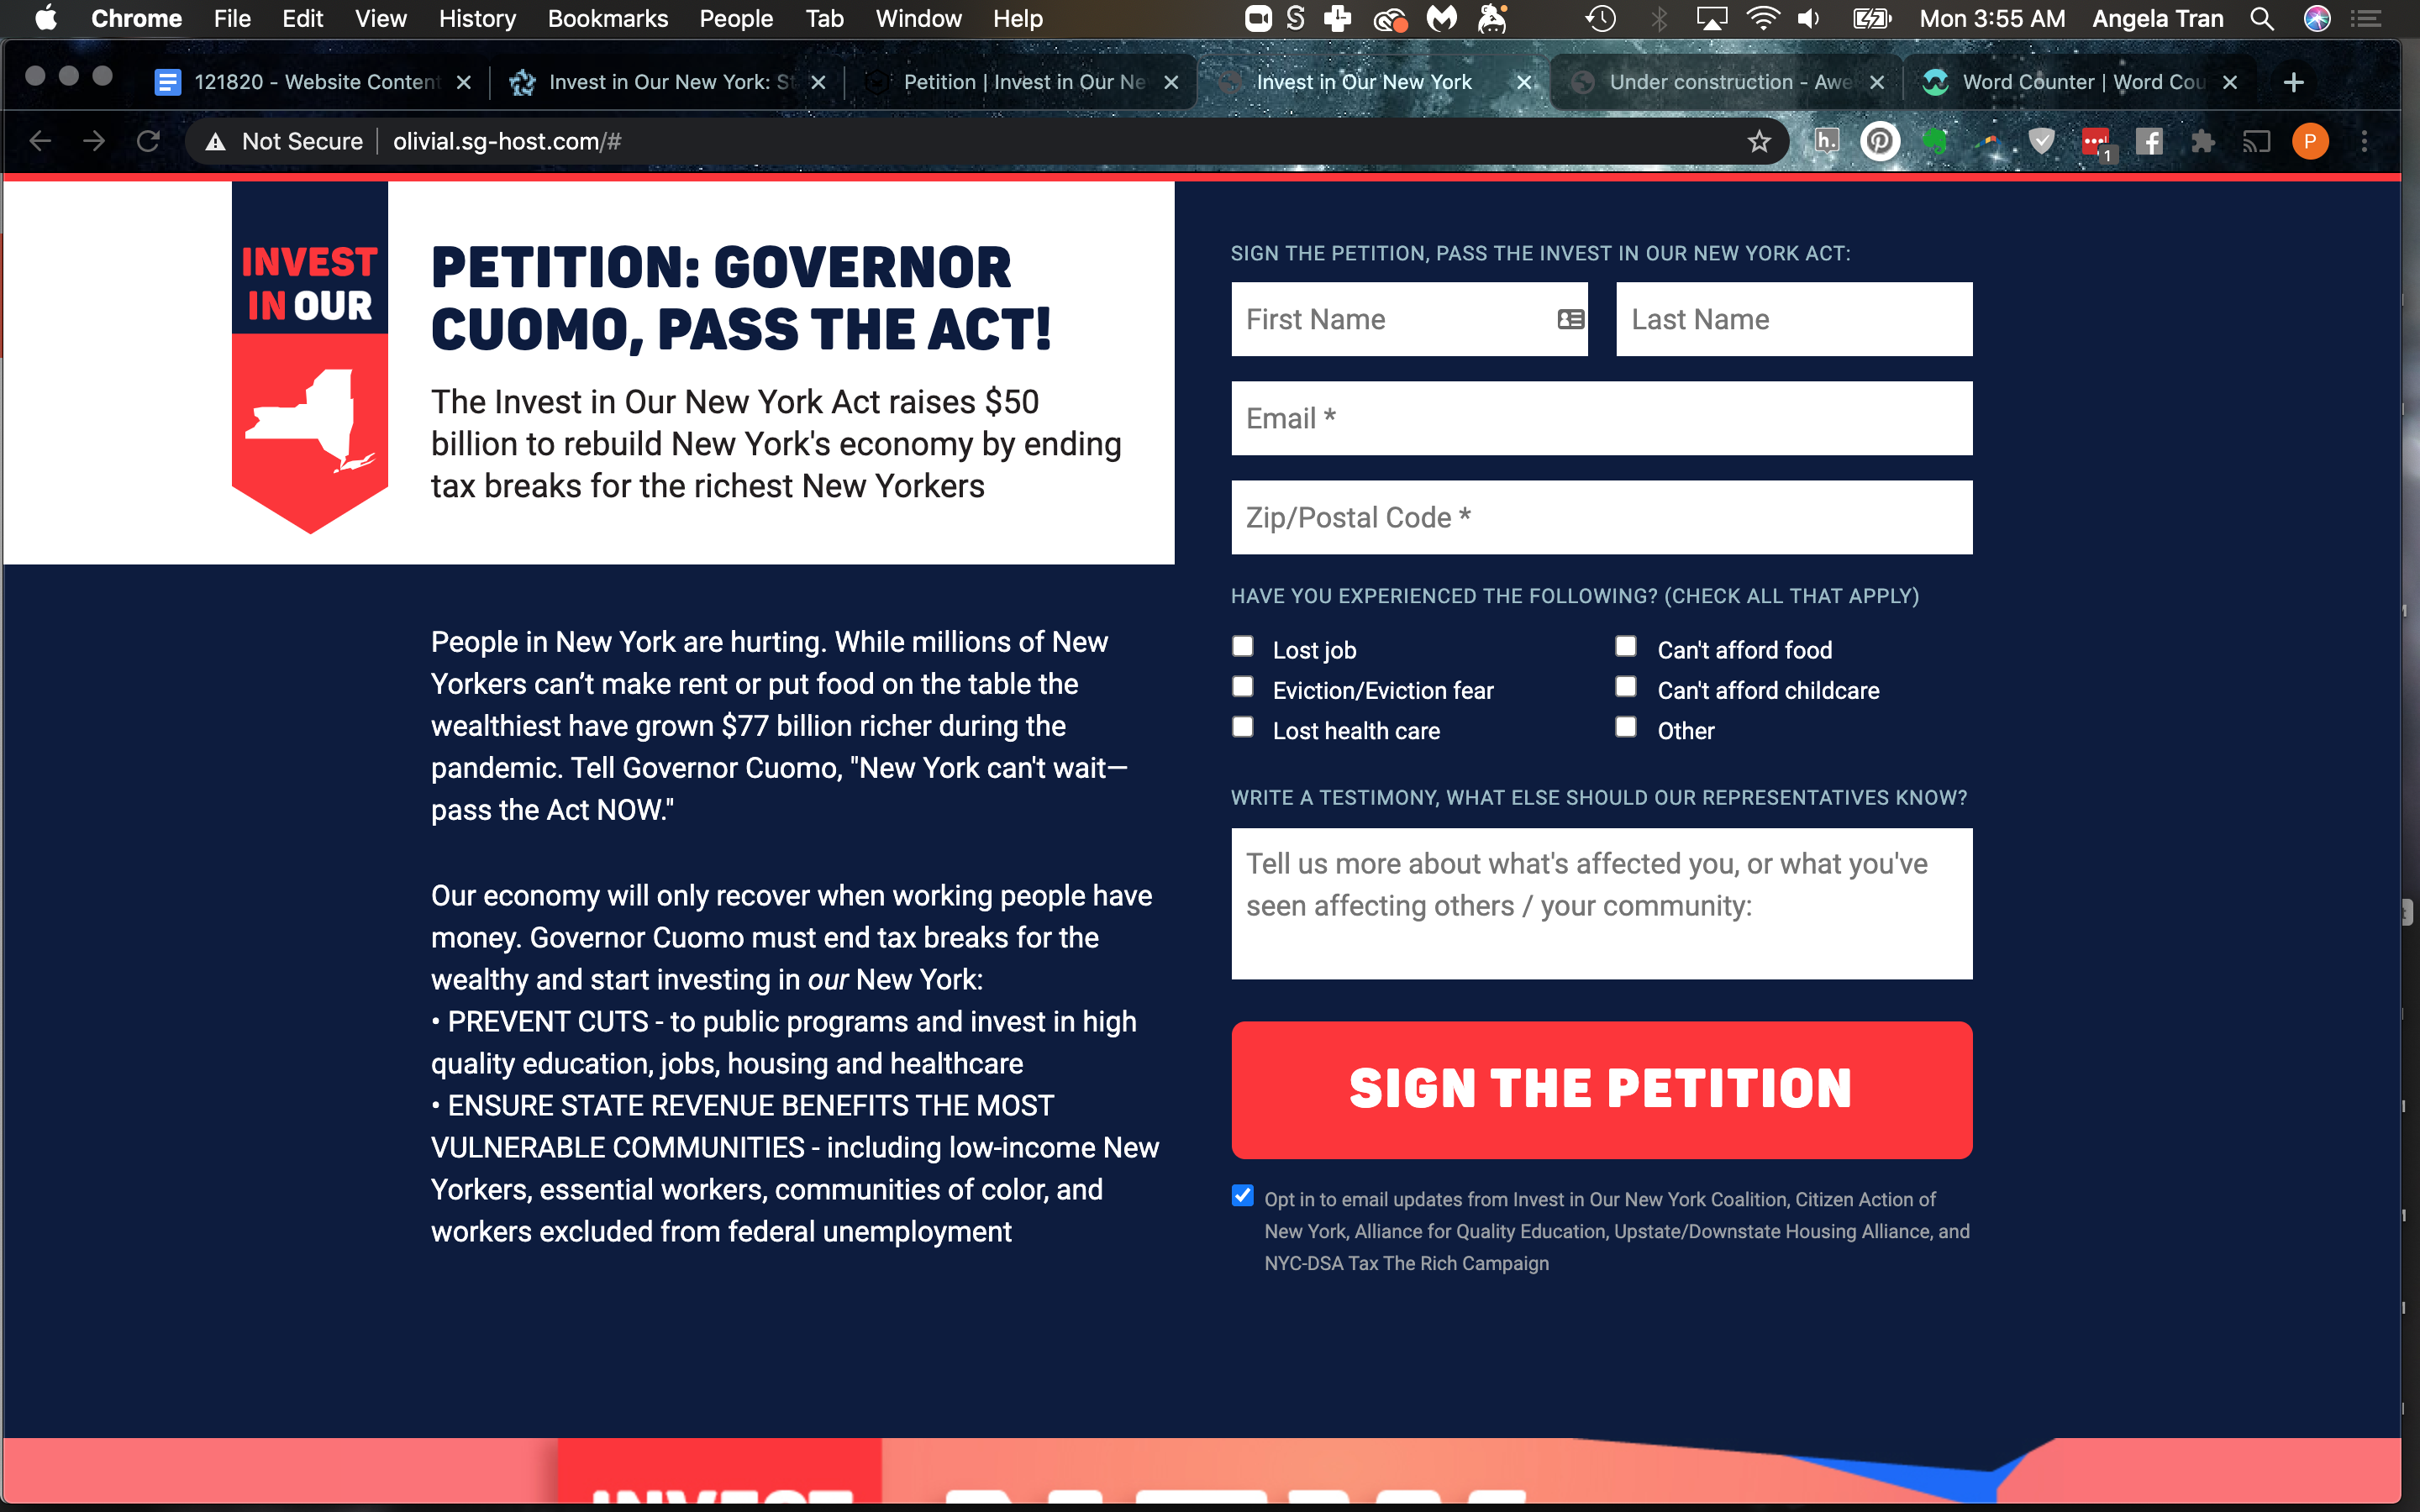 Chrome File Edit View History Bookmarks People Tab Window Help Mon 3:55 AM Angela Tran
121820 - Website Content Invest in Our New York: St Petition | Invest in Our Ne Invest in Our New York Under construction - Awe Word Counter | Word Cou
Not Secure olivial.sg-host.com/#
h. 1 P
INVEST
IN OUR
PETITION: GOVERNOR
CUOMO, PASS THE ACT!
The Invest in Our New York Act raises $50
billion to rebuild New York's economy by ending
tax breaks for the richest New Yorkers
People in New York are hurting. While millions of New
Yorkers can’t make rent or put food on the table the
wealthiest have grown $77 billion richer during the
pandemic. Tell Governor Cuomo, "New York can't wait—
pass the Act NOW."
Our economy will only recover when working people have
money. Governor Cuomo must end tax breaks for the
wealthy and start investing in our New York:
• PREVENT CUTS - to public programs and invest in high
quality education, jobs, housing and healthcare
• ENSURE STATE REVENUE BENEFITS THE MOST
VULNERABLE COMMUNITIES - including low-income New
Yorkers, essential workers, communities of color, and
workers excluded from federal unemployment
SIGN THE PETITION, PASS THE INVEST IN OUR NEW YORK ACT:
First Name Last Name
Email *
Zip/Postal Code *
HAVE YOU EXPERIENCED THE FOLLOWING? (CHECK ALL THAT APPLY)
Lost job Can't afford food
Eviction/Eviction fear Can't afford childcare
Lost health care Other
WRITE A TESTIMONY, WHAT ELSE SHOULD OUR REPRESENTATIVES KNOW?
Tell us more about what's affected you, or what you've
seen affecting others / your community:
SIGN THE PETITION
Opt in to email updates from Invest in Our New York Coalition, Citizen Action of
New York, Alliance for Quality Education, Upstate/Downstate Housing Alliance, and
NYC-DSA Tax The Rich Campaign
INVEST